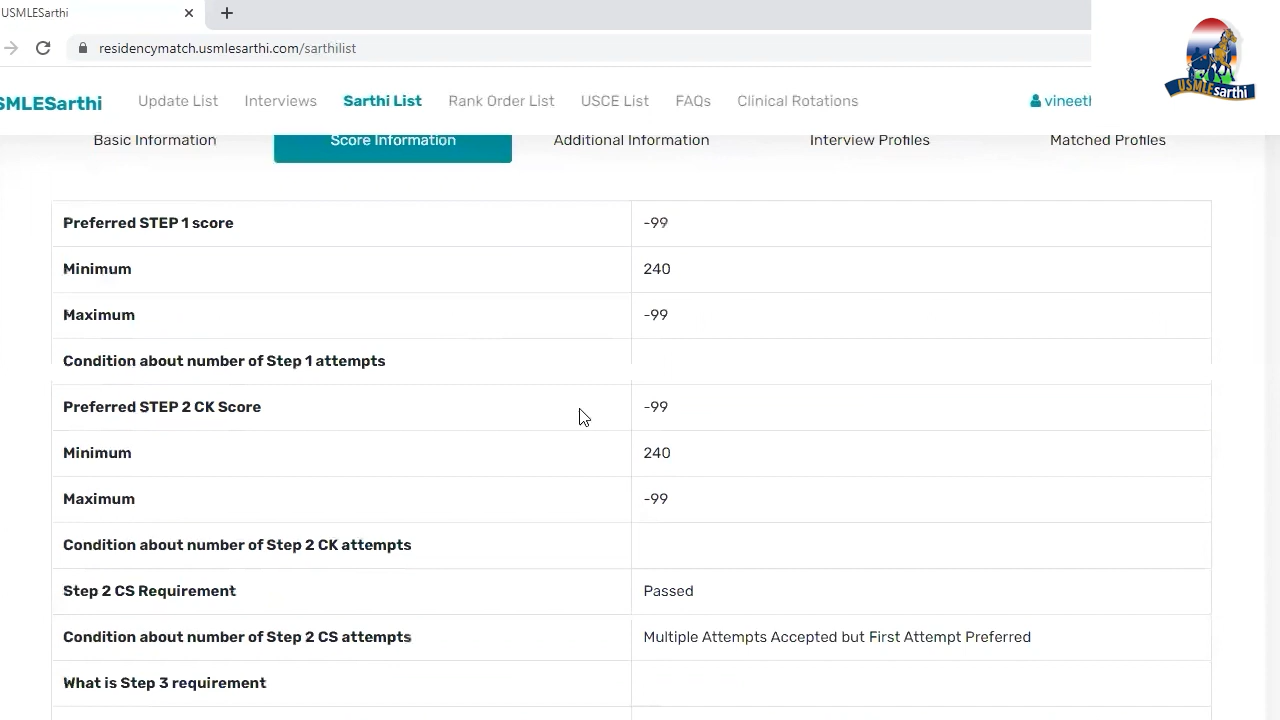 USMLESarthi
residencymatch.usmlesarthi.com/sarthilist
USMLEsarthi
SMLESarthi Update List Interviews Sarthi List Rank Order List USCE List FAQs Clinical Rotations vineeth
Basic Information Score Information Additional Information Interview Profiles Matched Profiles
Preferred STEP 1 score -99
Minimum 240
Maximum -99
Condition about number of Step 1 attempts
Preferred STEP 2 CK Score -99
Minimum 240
Maximum -99
Condition about number of Step 2 CK attempts
Step 2 CS Requirement Passed
Condition about number of Step 2 CS attempts Multiple Attempts Accepted but First Attempt Preferred
What is Step 3 requirement